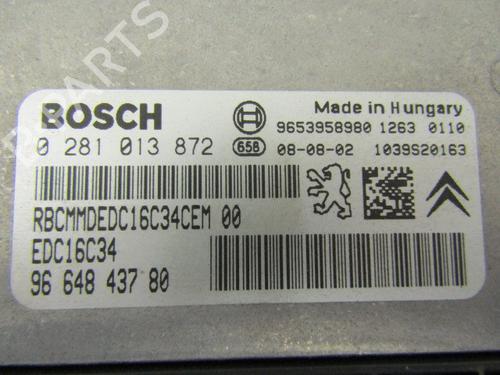 BOSCH
Made in Hungary
9653958980 1263 0110
0 281 013 872 658 08-08-02 1039S20163
RBCMMDEDC16C34CEM 00
EDC16C34
96 648 437 80